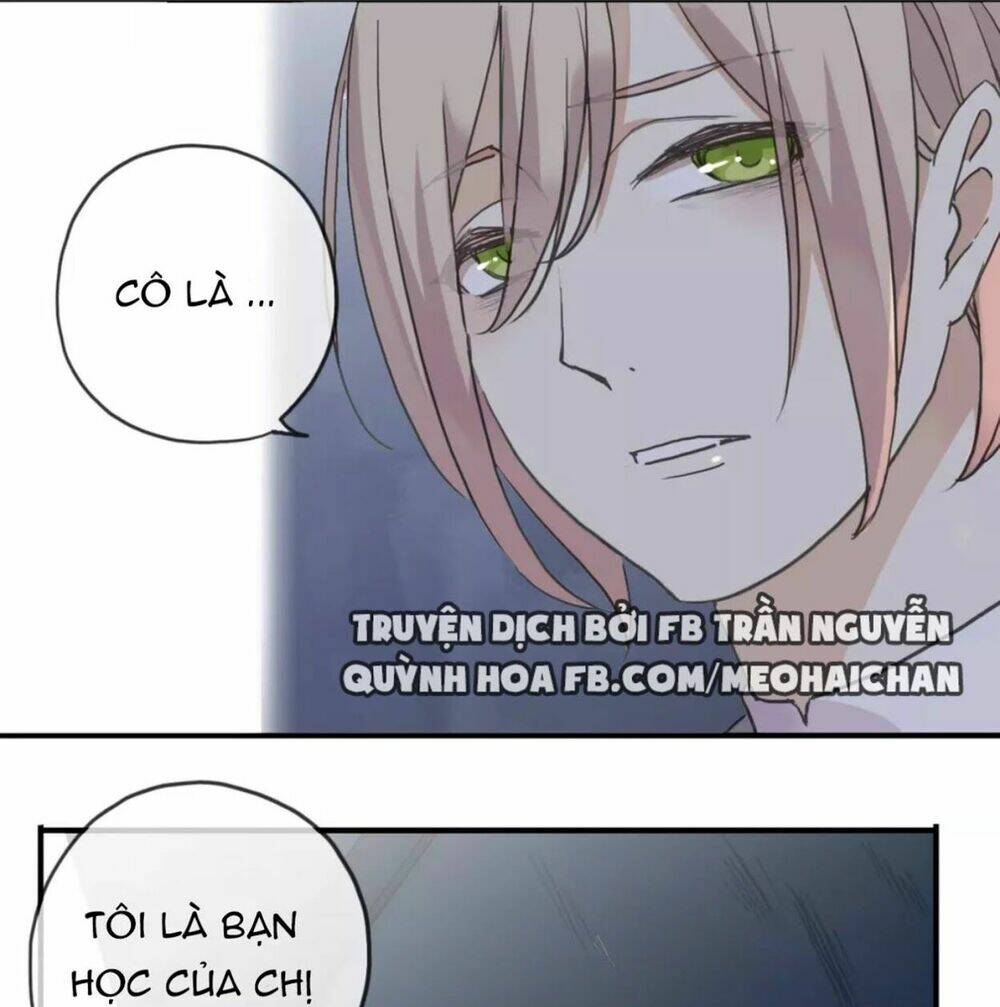 CÔ LÀ ...
TRUYỆN DỊCH BỞI FB TRẦN NGUYỄN
QUỲNH HOA FB.COM/MEOHAICHAN
TÔI LÀ BẠN
HỌC CỦA CHỊ